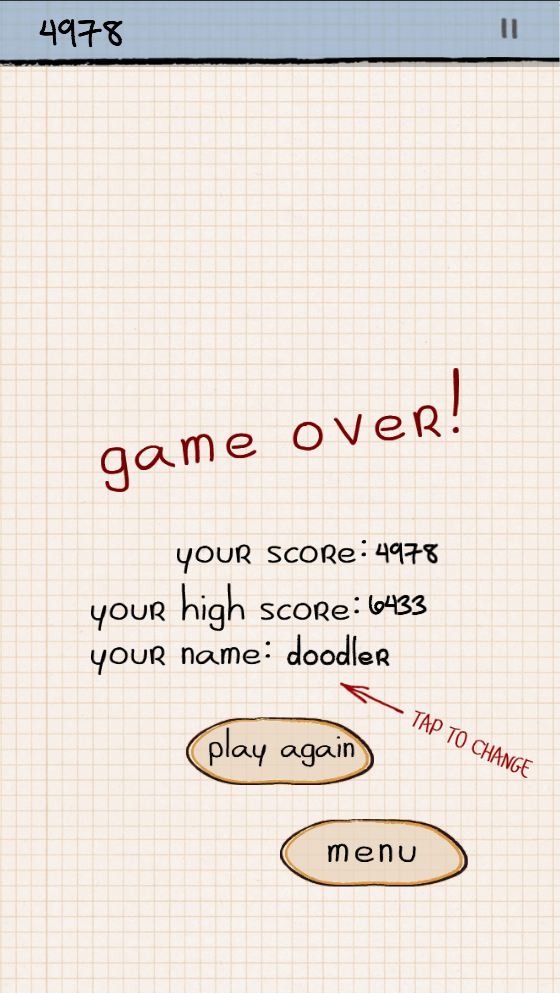 4978
game over!
your score: 4978
your high score: 6433
your name: doodler
TAP TO CHANGE
play again
menu